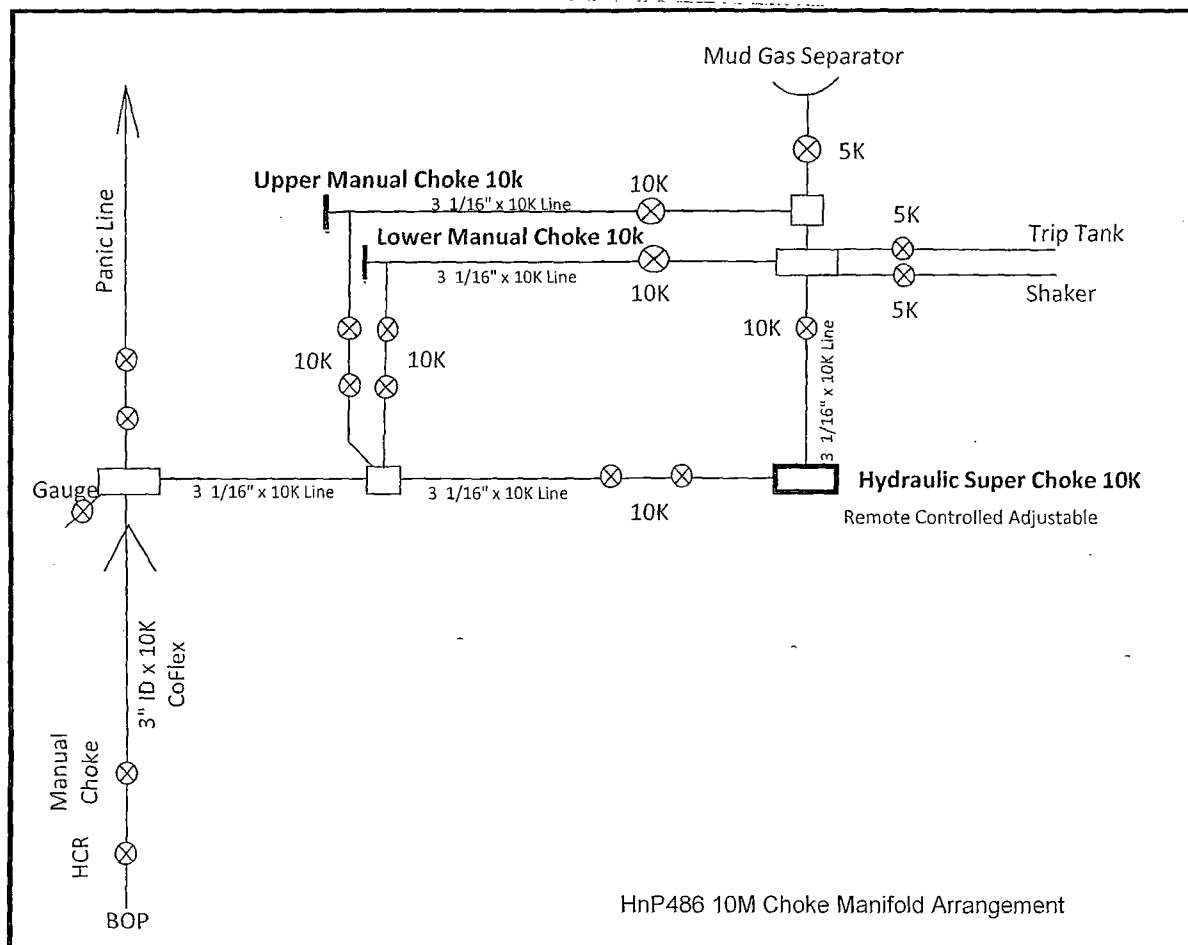 Mud Gas Separator
5K
Upper Manual Choke 10k
10K
3 1/16" x 10K Line
5K
Trip Tank
Lower Manual Choke 10k
3 1/16" x 10K Line
10K
Shaker
5K
Panic Line
10K
10K
10K
3 1/16" x 10K Line
Gauge
3 1/16" x 10K Line
3 1/16" x 10K Line
10K
Hydraulic Super Choke 10K
Remote Controlled Adjustable
3" ID x 10K
CoFlex
Manual
Choke
HCR
BOP
HnP486 10M Choke Manifold Arrangement